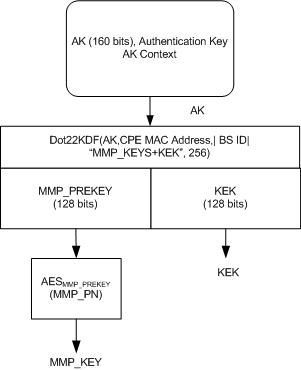 AK (160 bits), Authentication Key
AK Context
AK
Dot22KDF(AK,CPE MAC Address,| BS ID|
“MMP_KEYS+KEK”, 256)
MMP_PREKEY
(128 bits)
KEK
(128 bits)
AESMMP_PREKEY
(MMP_PN)
KEK
MMP_KEY